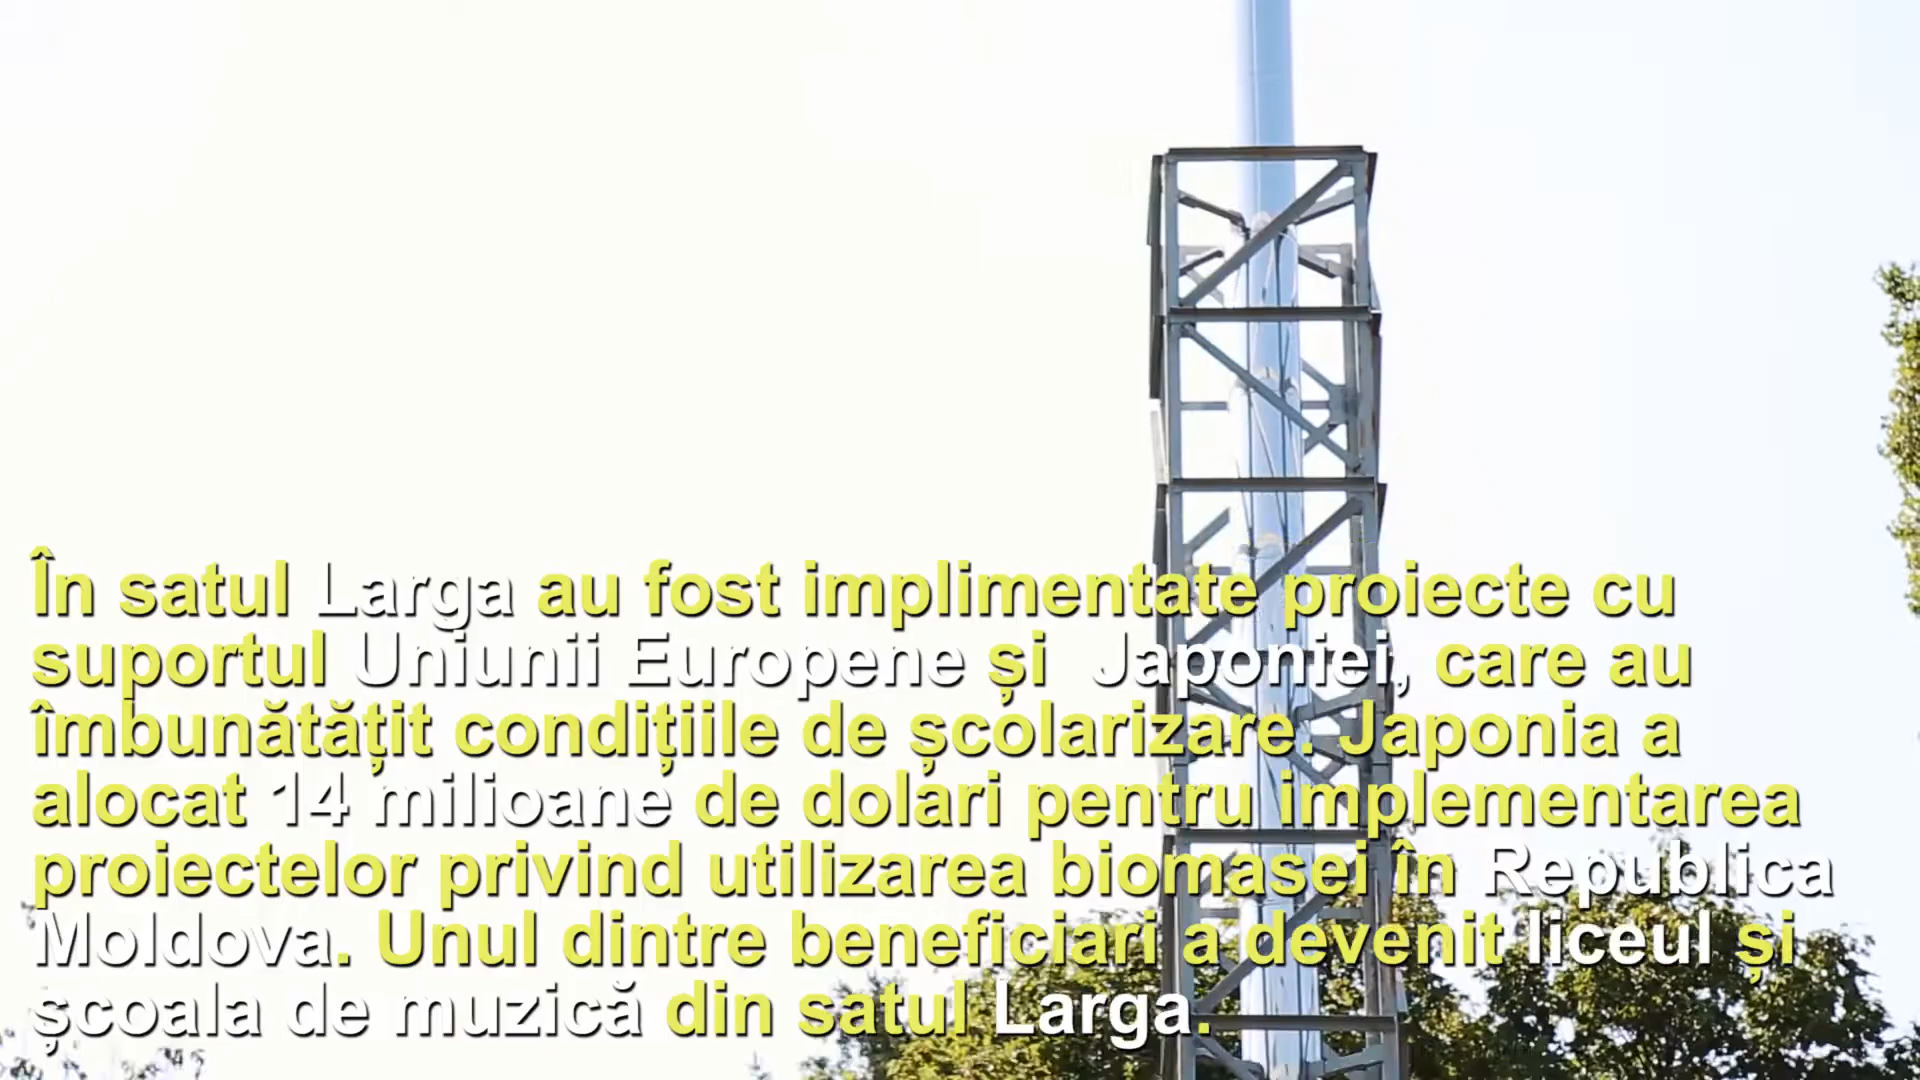 În satul Larga au fost implimentate proiecte cu
suportul Uniunii Europene și Japoniei, care au
îmbunătățit condițiile de școlarizare. Japonia a
alocat 14 milioane de dolari pentru implementarea
proiectelor privind utilizarea biomasei în Republica
Moldova. Unul dintre beneficiari a devenit liceul și
școala de muzică din satul Larga.